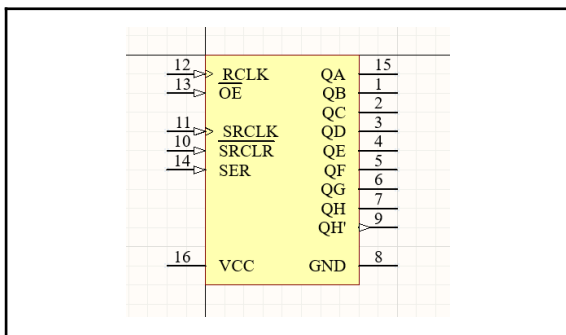 12 RCLK QA 15
13 OE QB 1
QC 2
11 SRCLK QD 3
10 SRCLR QE 4
14 SER QF 5
QG 6
QH 7
QH' 9
16 VCC GND 8